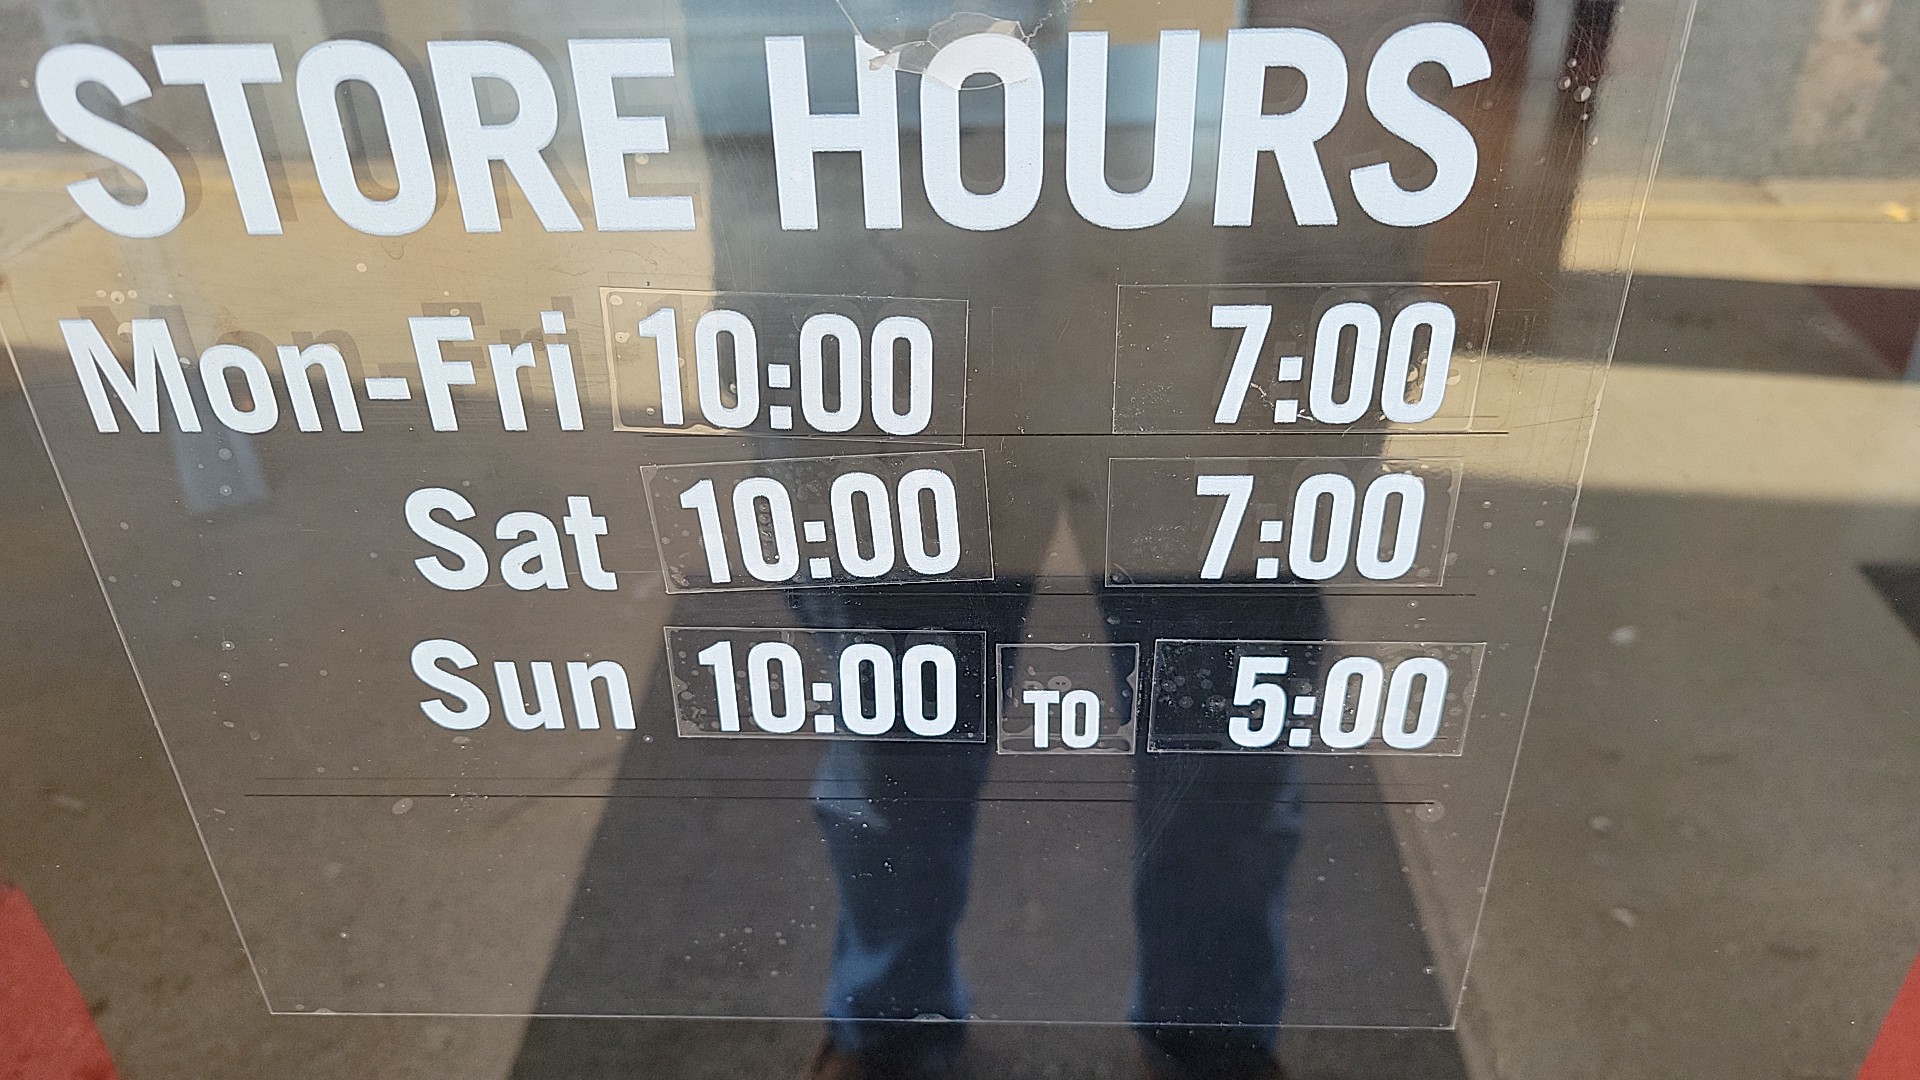 STORE HOURS
Mon-Fri 10:00 7:00
Sat 10:00 7:00
Sun 10:00 TO 5:00